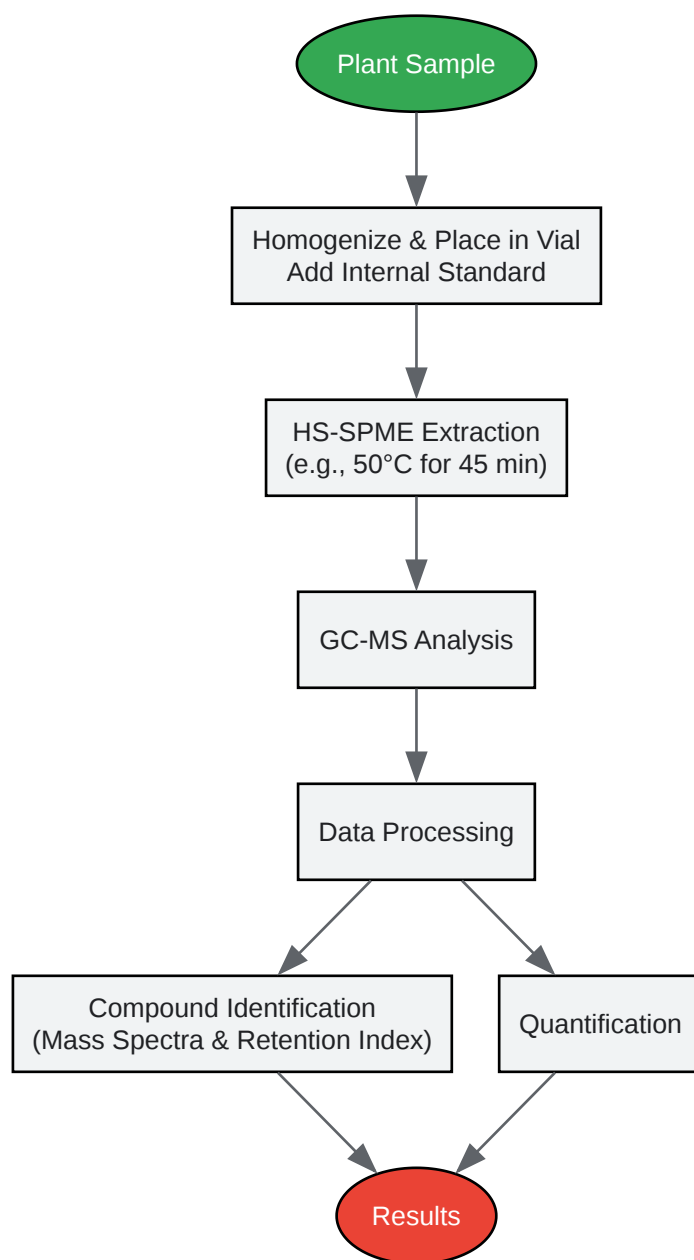 Plant Sample
Homogenize & Place in Vial
Add Internal Standard
HS-SPME Extraction
(e.g., 50°C for 45 min)
GC-MS Analysis
Data Processing
Compound Identification
(Mass Spectra & Retention Index)
Quantification
Results